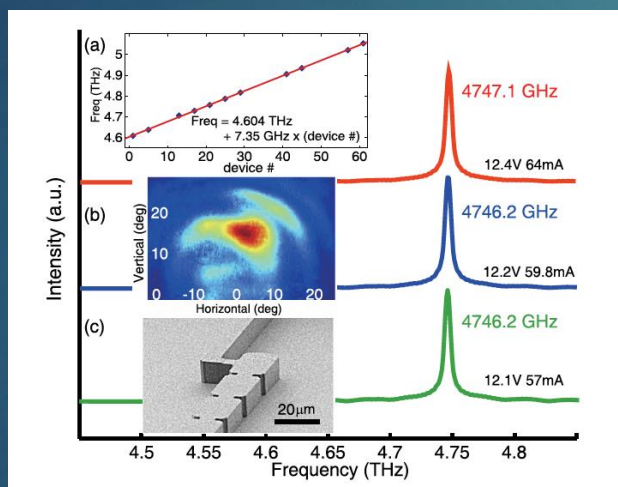 (a)
5
4.9
4.8
4.7
4.6
Freq (THz)
Freq = 4.604 THz
+ 7.35 GHz x (device #)
0 10 20 30 40 50 60
device #
4747.1 GHz
12.4V 64mA
(b)
20
10
Vertical (deg)
0 -10 0 10 20
Horizontal (deg)
4746.2 GHz
12.2V 59.8mA
(c)
20μm
4746.2 GHz
12.1V 57mA
Intensity (a.u.)
4.5 4.55 4.6 4.65 4.7 4.75 4.8
Frequency (THz)